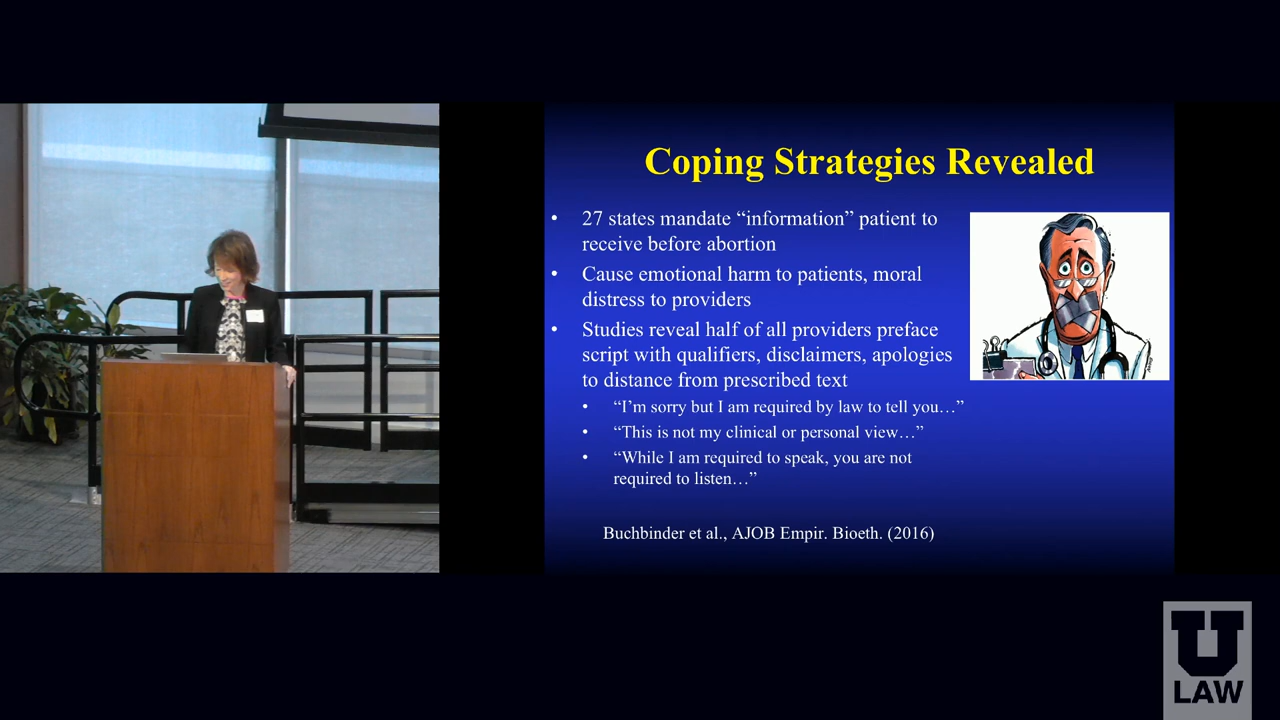 Coping Strategies Revealed
• 27 states mandate “information” patient to
receive before abortion
• Cause emotional harm to patients, moral
distress to providers
• Studies reveal half of all providers preface
script with qualifiers, disclaimers, apologies
to distance from prescribed text
• “I’m sorry but I am required by law to tell you…”
• “This is not my clinical or personal view…”
• “While I am required to speak, you are not
required to listen…”
Buchbinder et al., AJOB Empir. Bioeth. (2016)
U
LAW